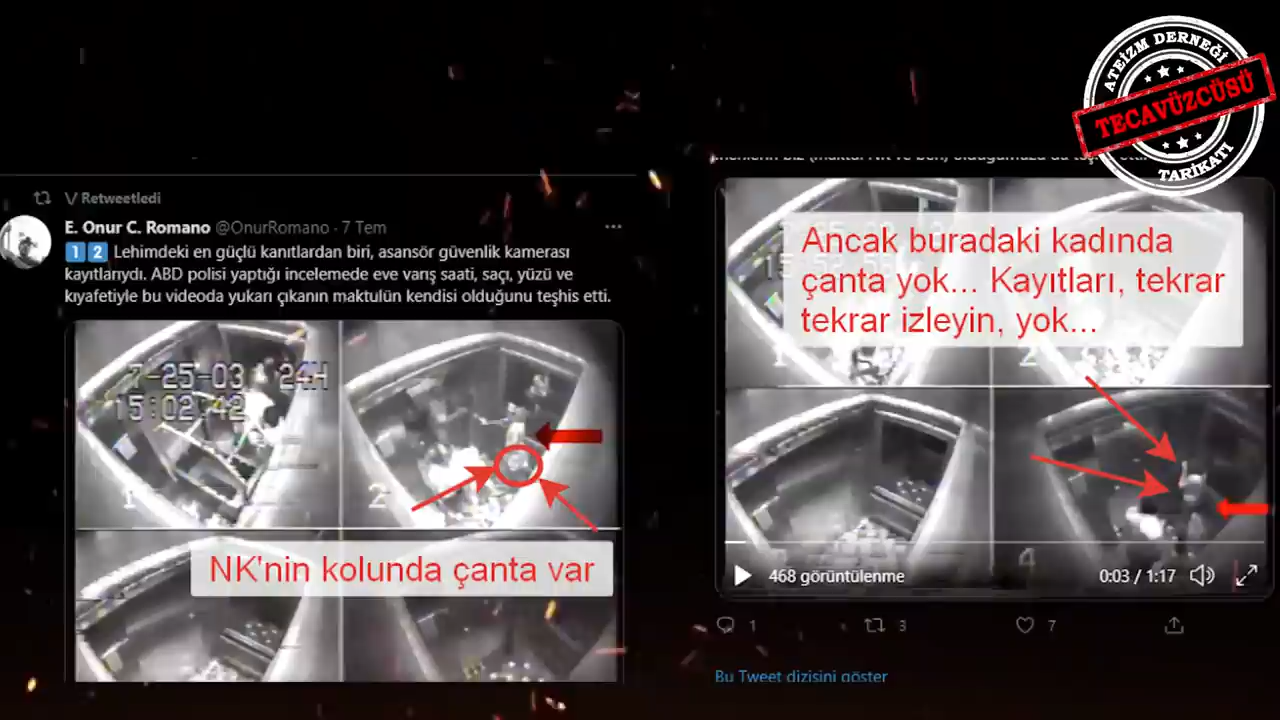 V Retweetledi
E. Onur C. Romano @OnurRomano · 7 Tem
1 2 Lehimdeki en güçlü kanıtlardan biri, asansör güvenlik kamerası
kayıtlarıydı. ABD polisi yaptığı incelemede eve varış saati, saçı, yüzü ve
kıyafetiyle bu videoda yukarı çıkanın maktulün kendisi olduğunu teşhis etti.
7-25-03 24H
15:02:42
1
2
NK'nin kolunda çanta var
ATEİZM DERNEĞİ
TECAVÜZCÜSÜ
TARİKATI
Ancak buradaki kadında
çanta yok... Kayıtları, tekrar
tekrar izleyin, yok...
1
2
4
468 görüntülenme
0:03 / 1:17
1
3
7
Bu Tweet dizisini göster